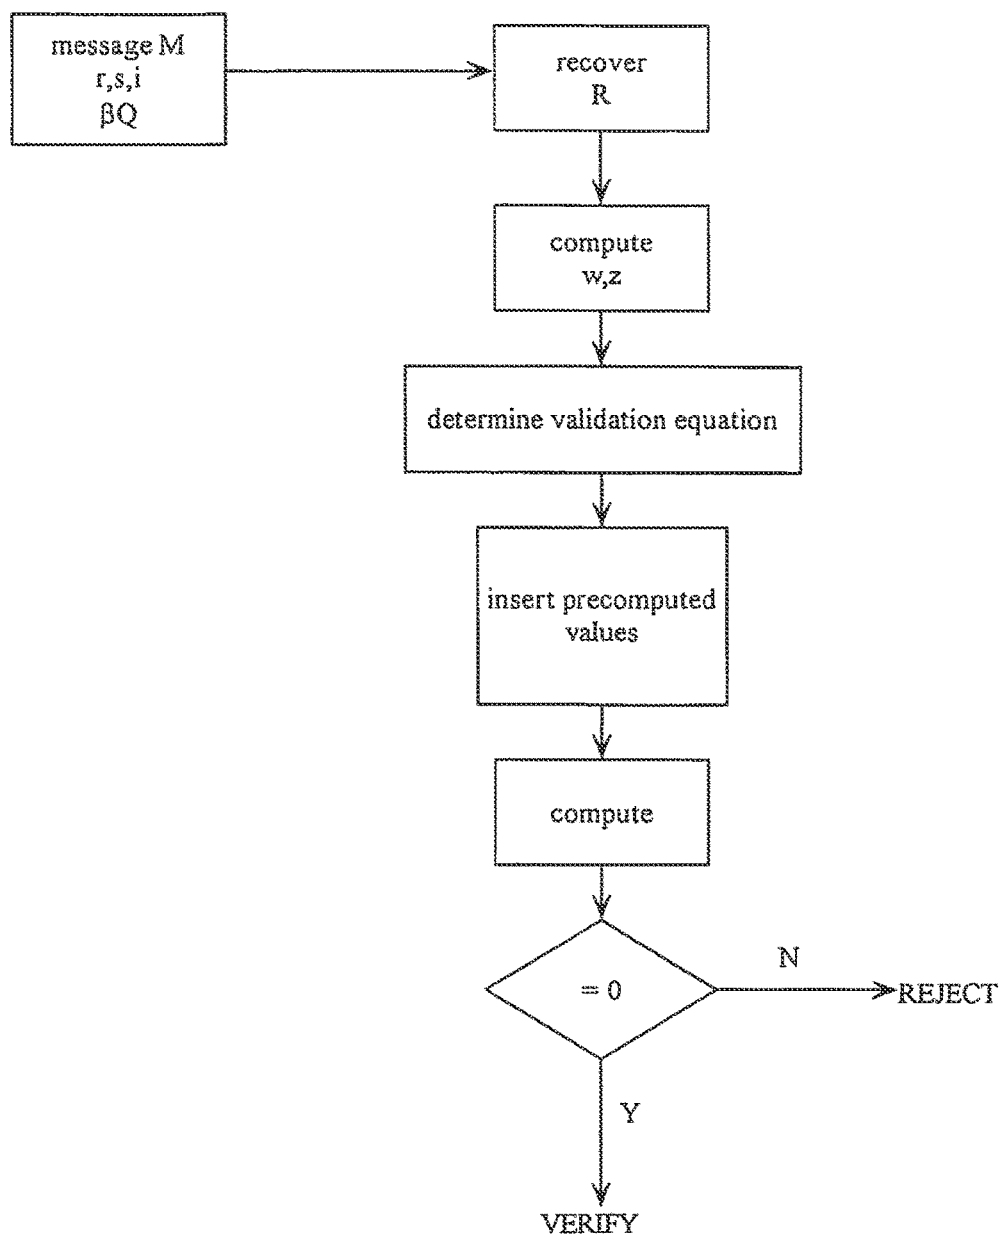 message M
r,s,i
βQ
recover
R
compute
w,z
determine validation equation
insert precomputed
values
compute
= 0
N
REJECT
Y
VERIFY